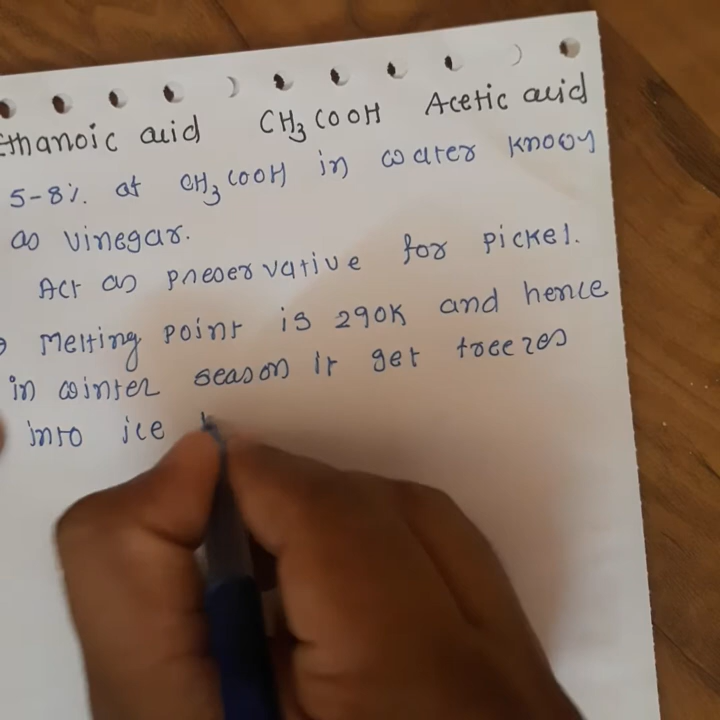 Ethanoic acid CH3COOH Acetic acid
5-8% of CH3COOH in water known
as vinegar.
Act as preservative for pickel.
Melting point is 290K and hence
in winter season it get freezes
into ice